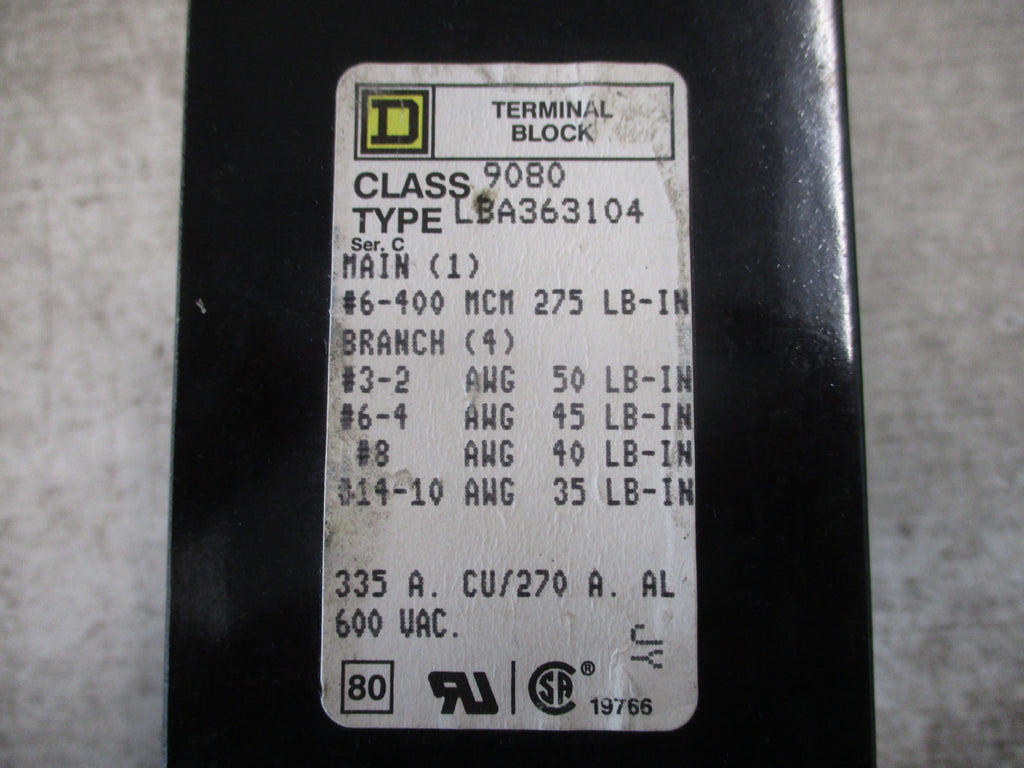 D
TERMINAL
BLOCK
CLASS 9080
TYPE LBA363104
Ser. C
MAIN (1)
#6-400 MCM 275 LB-IN
BRANCH (4)
#3-2 AWG 50 LB-IN
#6-4 AWG 45 LB-IN
#8 AWG 40 LB-IN
#14-10 AWG 35 LB-IN
335 A. CU/270 A. AL
600 VAC.
80 RU SA ® 19766